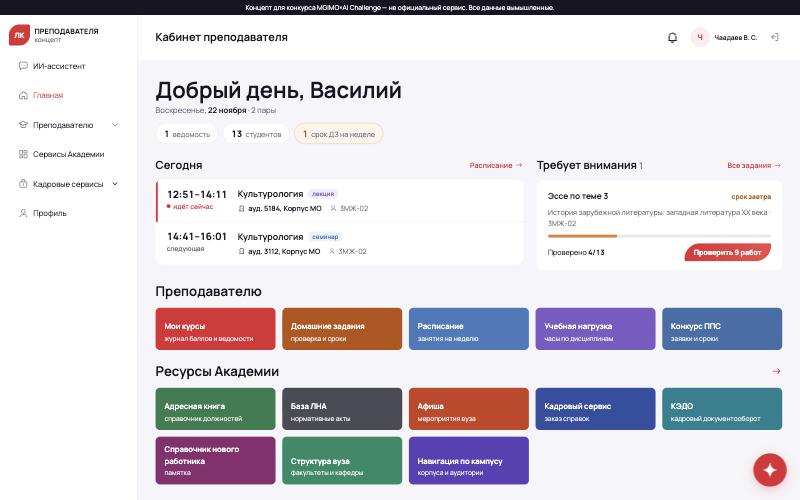 Концепт для конкурса MGIMO×AI Challenge — не официальный сервис. Все данные вымышленные.
ЛК
ПРЕПОДАВАТЕЛЯ
концепт
ИИ-ассистент
Главная
Преподавателю
Сервисы Академии
Кадровые сервисы
Профиль
Кабинет преподавателя
Ч
Чаадаев В. С.
Добрый день, Василий
Воскресенье, 22 ноября · 2 пары
1 ведомость
13 студентов
1 срок ДЗ на неделе
Сегодня
Расписание →
12:51–14:11
идёт сейчас
Культурология лекция
ауд. 5184, Корпус МО
ЗМЖ-02
14:41–16:01
следующая
Культурология семинар
ауд. 3112, Корпус МО
ЗМЖ-02
Требует внимания 1
Все задания →
Эссе по теме 3
срок завтра
История зарубежной литературы: западная литература XX века ·
ЗМЖ-02
Проверено 4/13
Проверить 9 работ
Преподавателю
Мои курсы
журнал баллов и ведомости
Домашние задания
проверка и сроки
Расписание
занятия на неделю
Учебная нагрузка
часы по дисциплинам
Конкурс ППС
заявки и сроки
Ресурсы Академии
→
Адресная книга
справочник должностей
База ЛНА
нормативные акты
Афиша
мероприятия вуза
Кадровый сервис
заказ справок
КЭДО
кадровый документооборот
Справочник нового
работника
памятка
Структура вуза
факультеты и кафедры
Навигация по кампусу
корпуса и аудитории